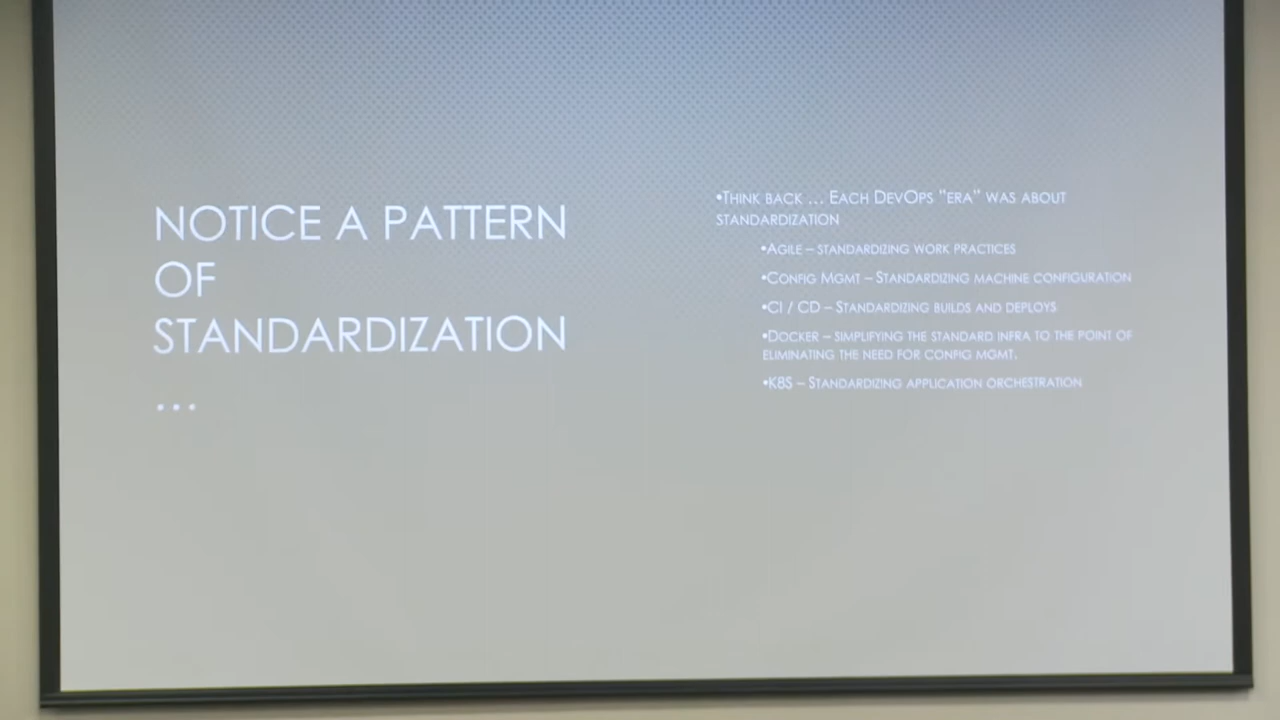 NOTICE A PATTERN
OF
STANDARDIZATION
...
•Think back ... Each DevOps "era" was about
standardization
•Agile – standardizing work practices
•Config Mgmt – Standardizing machine configuration
•CI / CD – Standardizing builds and deploys
•Docker – simplifying the standard infra to the point of
eliminating the need for config mgmt.
•K8S – Standardizing application orchestration